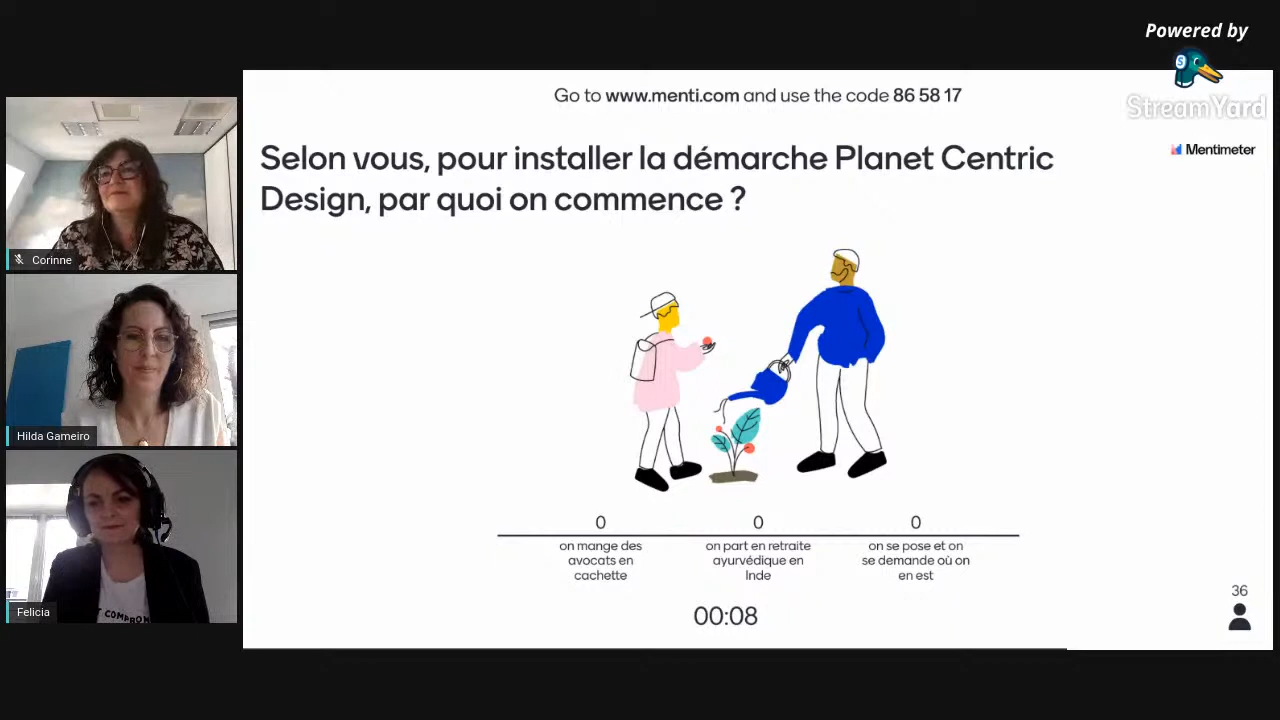 Powered by
StreamYard
Go to www.menti.com and use the code 86 58 17
Mentimeter
Selon vous, pour installer la démarche Planet Centric
Design, par quoi on commence ?
Corinne
Hilda Gameiro
Felicia
0
on mange des
avocats en
cachette
0
on part en retraite
ayurvédique en
Inde
0
on se pose et on
se demande où on
en est
00:08
36